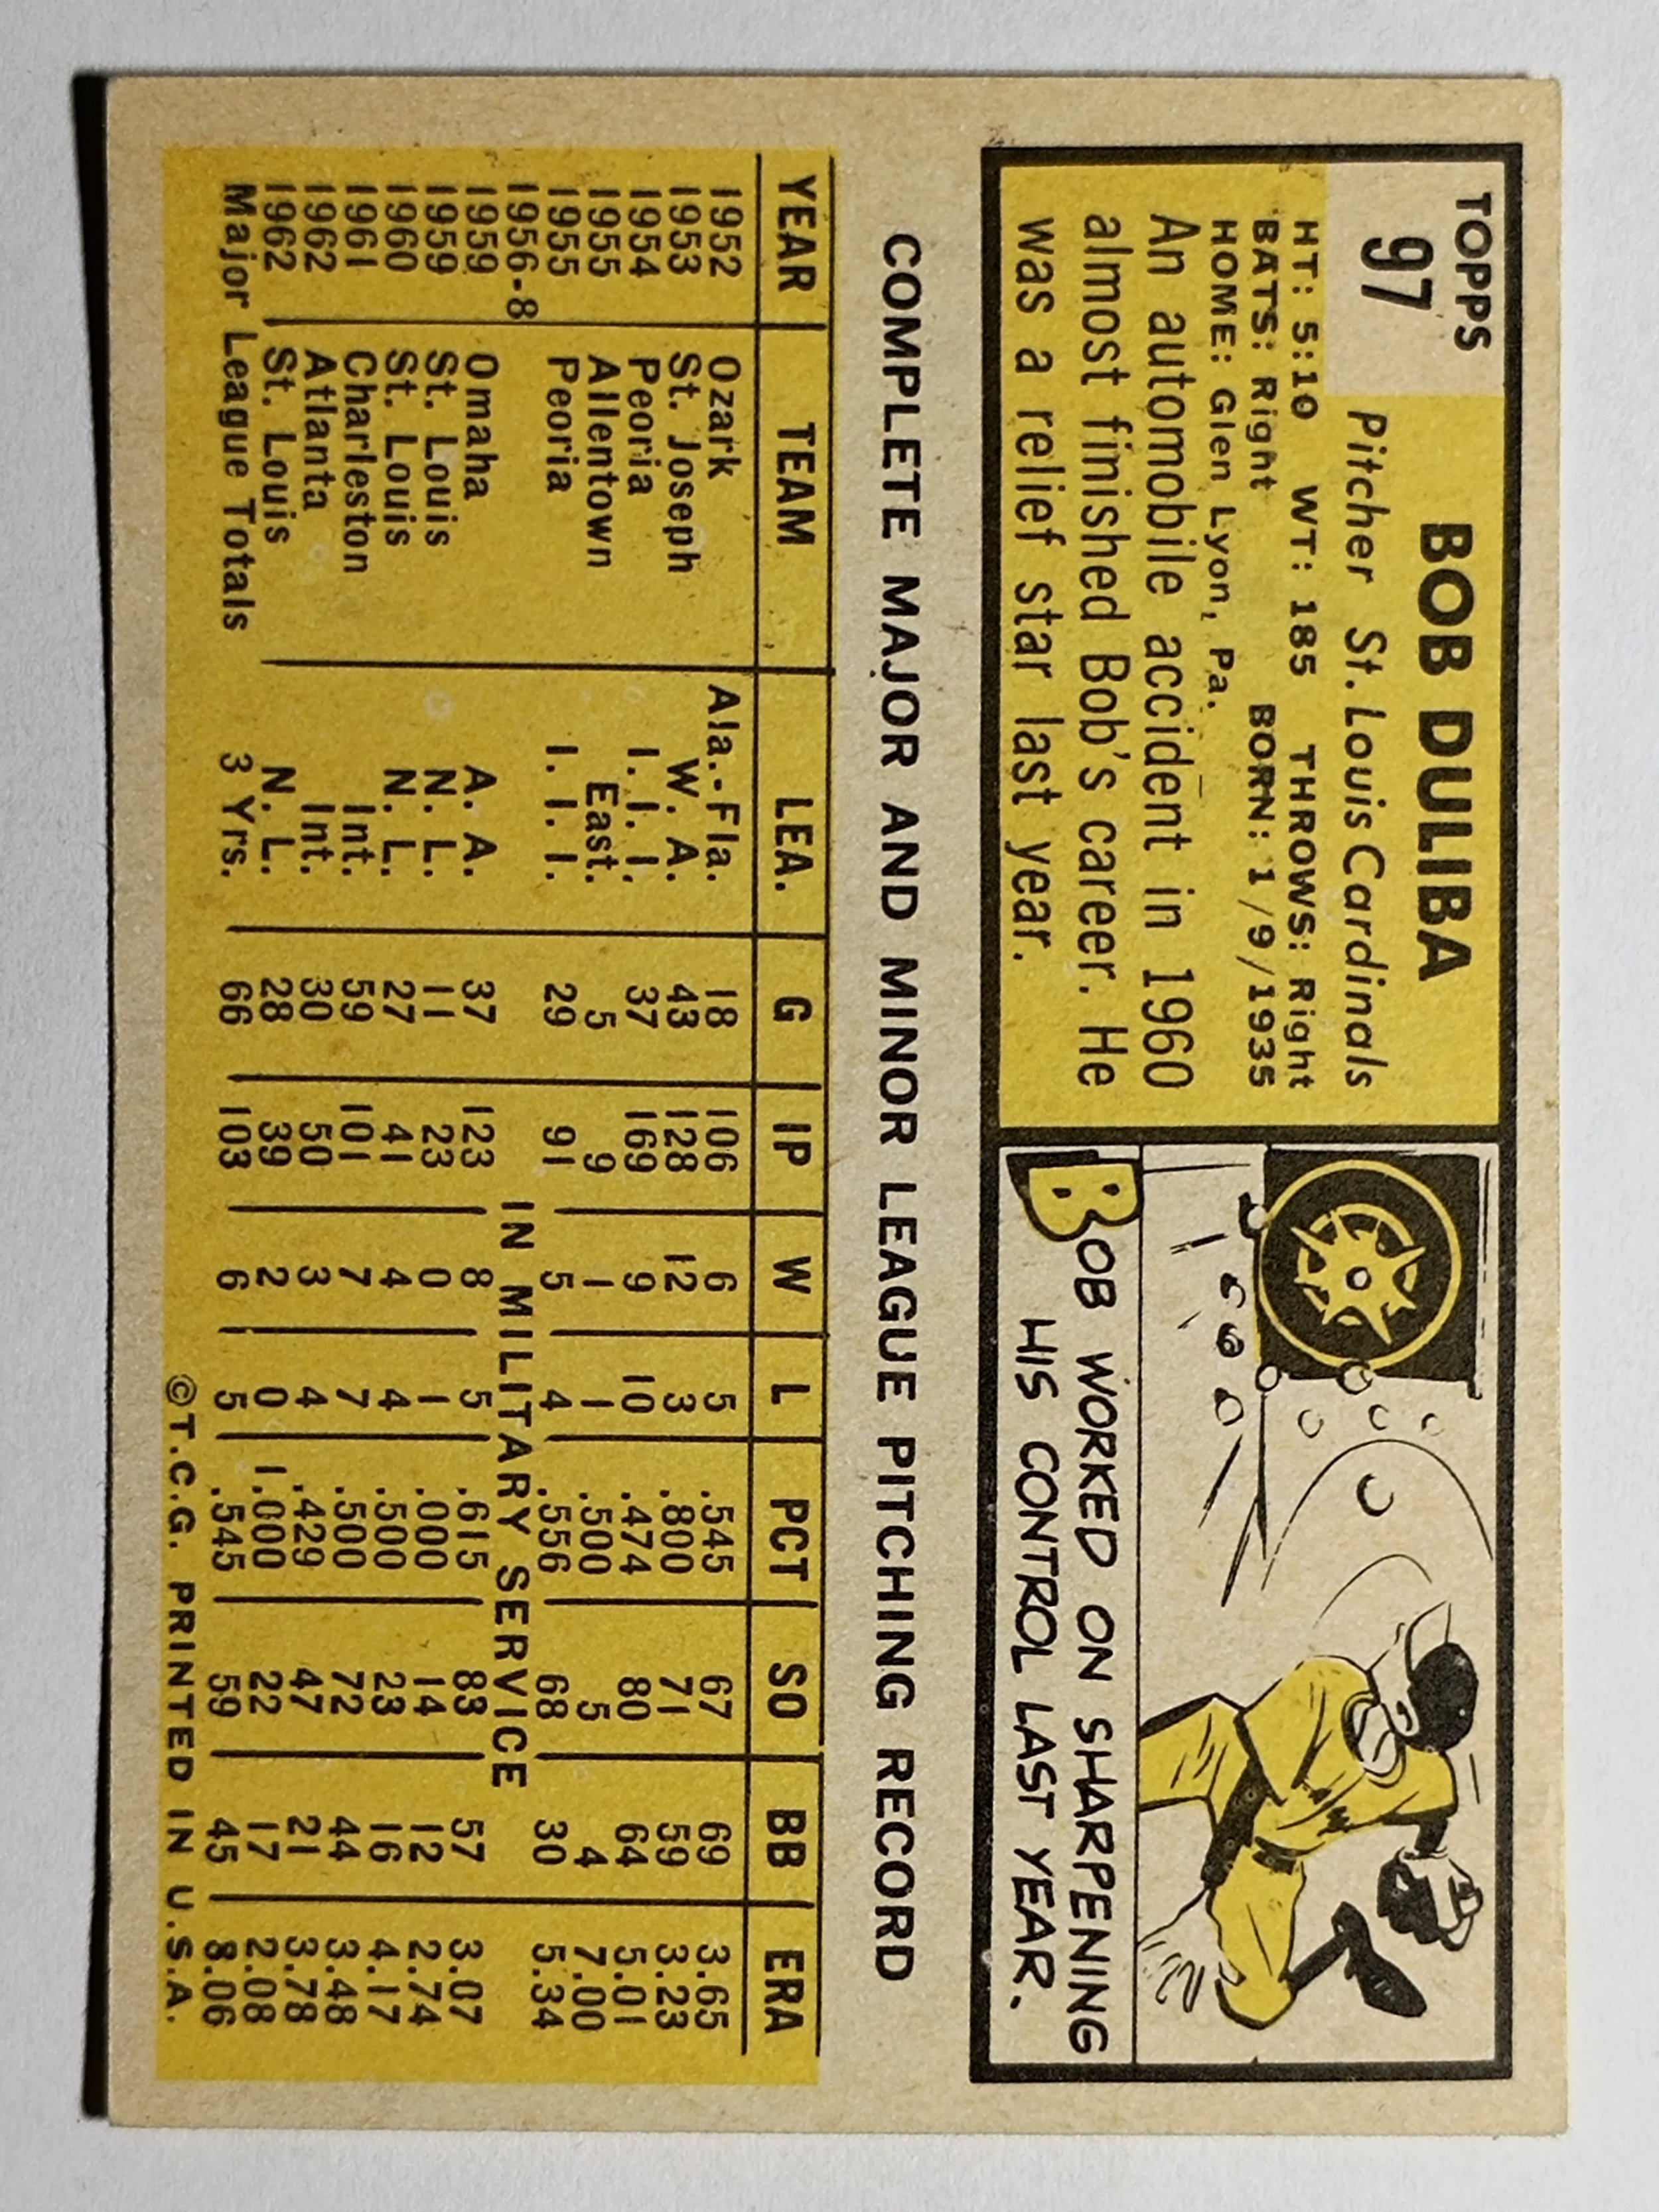 TOPPS
97
BOB DULIBA
Pitcher St. Louis Cardinals
HT: 5:10 WT: 185 THROWS: Right
BATS: Right BORN: 1/9/1935
HOME: Glen Lyon, Pa.
An automobile accident in 1960
almost finished Bob's career. He
was a relief star last year.
BOB WORKED ON SHARPENING
HIS CONTROL LAST YEAR.
COMPLETE MAJOR AND MINOR LEAGUE PITCHING RECORD
YEAR TEAM LEA. G IP W L PCT SO BB ERA
1952 Ozark Ala.-Fla. 18 106 6 5 .545 67 69 3.65
1953 St. Joseph W. A. 43 128 12 3 .800 71 59 3.23
1954 Peoria I. I. I. 37 169 9 10 .474 80 64 5.01
1955 Allentown East. 5 9 1 1 .500 5 4 7.00
1955 Peoria I. I. I. 29 91 5 4 .556 68 30 5.34
1956-8 IN MILITARY SERVICE
1959 Omaha A. A. 37 123 8 5 .615 83 57 3.07
1959 St. Louis N. L. 11 23 0 1 .000 14 12 2.74
1960 St. Louis N. L. 27 41 4 4 .500 23 16 4.17
1961 Charleston Int. 59 101 7 7 .500 72 44 3.48
1962 Atlanta Int. 30 50 3 4 .429 47 21 3.78
1962 St. Louis N. L. 28 39 2 0 1.000 22 17 2.08
Major League Totals 3 Yrs. 66 103 6 5 .545 59 45 8.06
©T.C.G. PRINTED IN U.S.A.